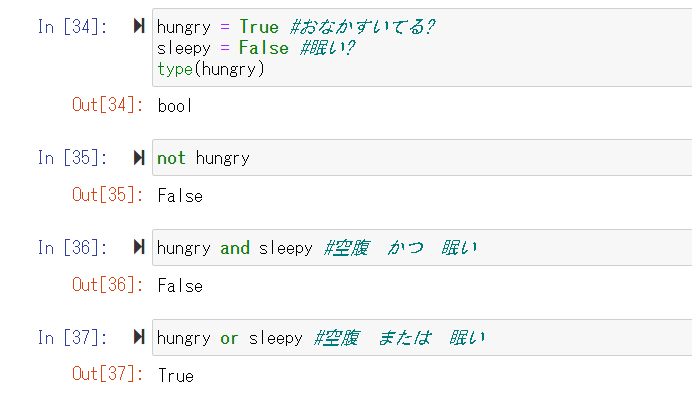 In [34]: hungry = True #おなかすいてる?
sleepy = False #眠い?
type(hungry)
Out[34]: bool
In [35]: not hungry
Out[35]: False
In [36]: hungry and sleepy #空腹　かつ　眠い
Out[36]: False
In [37]: hungry or sleepy #空腹　または　眠い
Out[37]: True